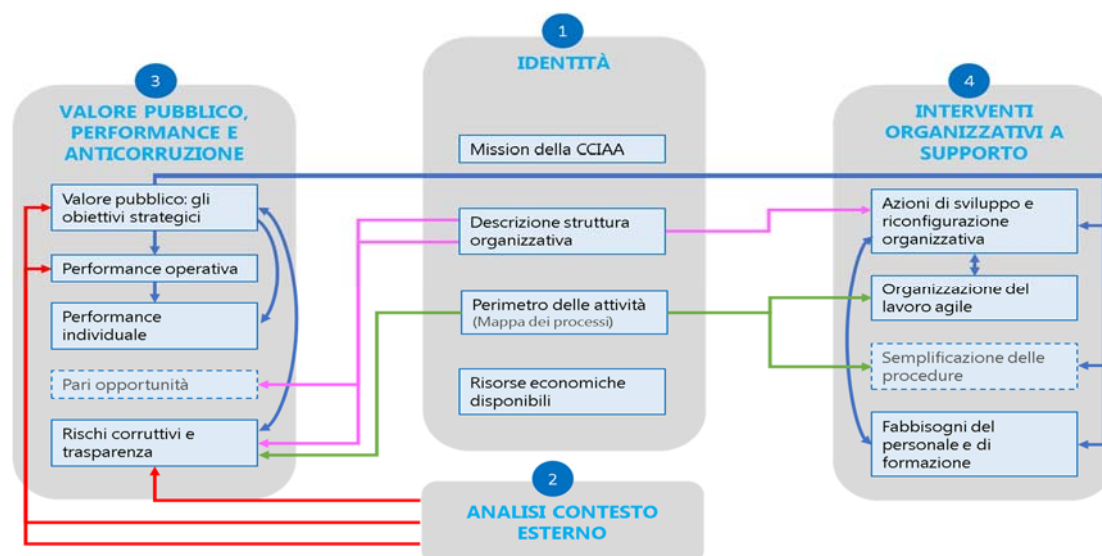 1
IDENTITÀ
Mission della CCIAA
Descrizione struttura
organizzativa
Perimetro delle attività
(Mappa dei processi)
Risorse economiche
disponibili
2
ANALISI CONTESTO
ESTERNO
3
VALORE PUBBLICO,
PERFORMANCE E
ANTICORRUZIONE
Valore pubblico: gli
obiettivi strategici
Performance operativa
Performance
individuale
Pari opportunità
Rischi corruttivi e
trasparenza
4
INTERVENTI
ORGANIZZATIVI A
SUPPORTO
Azioni di sviluppo e
riconfigurazione
organizzativa
Organizzazione del
lavoro agile
Semplificazione delle
procedure
Fabbisogni del
personale e di
formazione